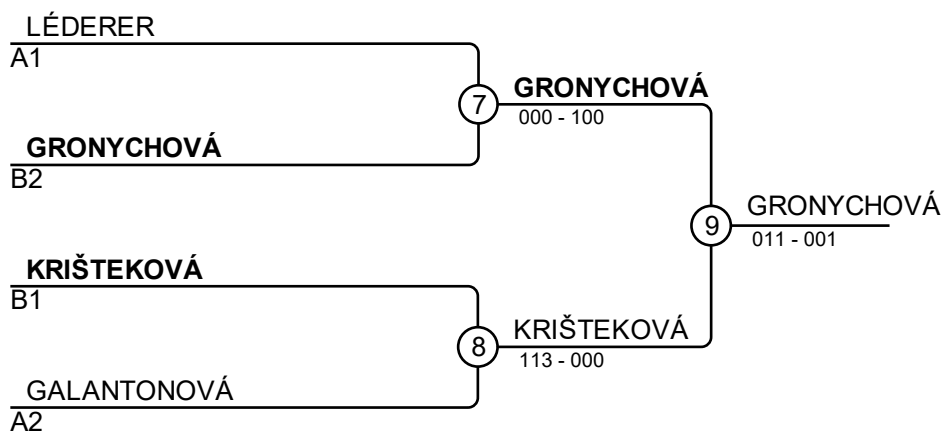 LÉDERER
A1
7
GRONYCHOVÁ
000 - 100
GRONYCHOVÁ
B2
9
GRONYCHOVÁ
011 - 001
KRIŠTEKOVÁ
B1
8
KRIŠTEKOVÁ
113 - 000
GALANTONOVÁ
A2